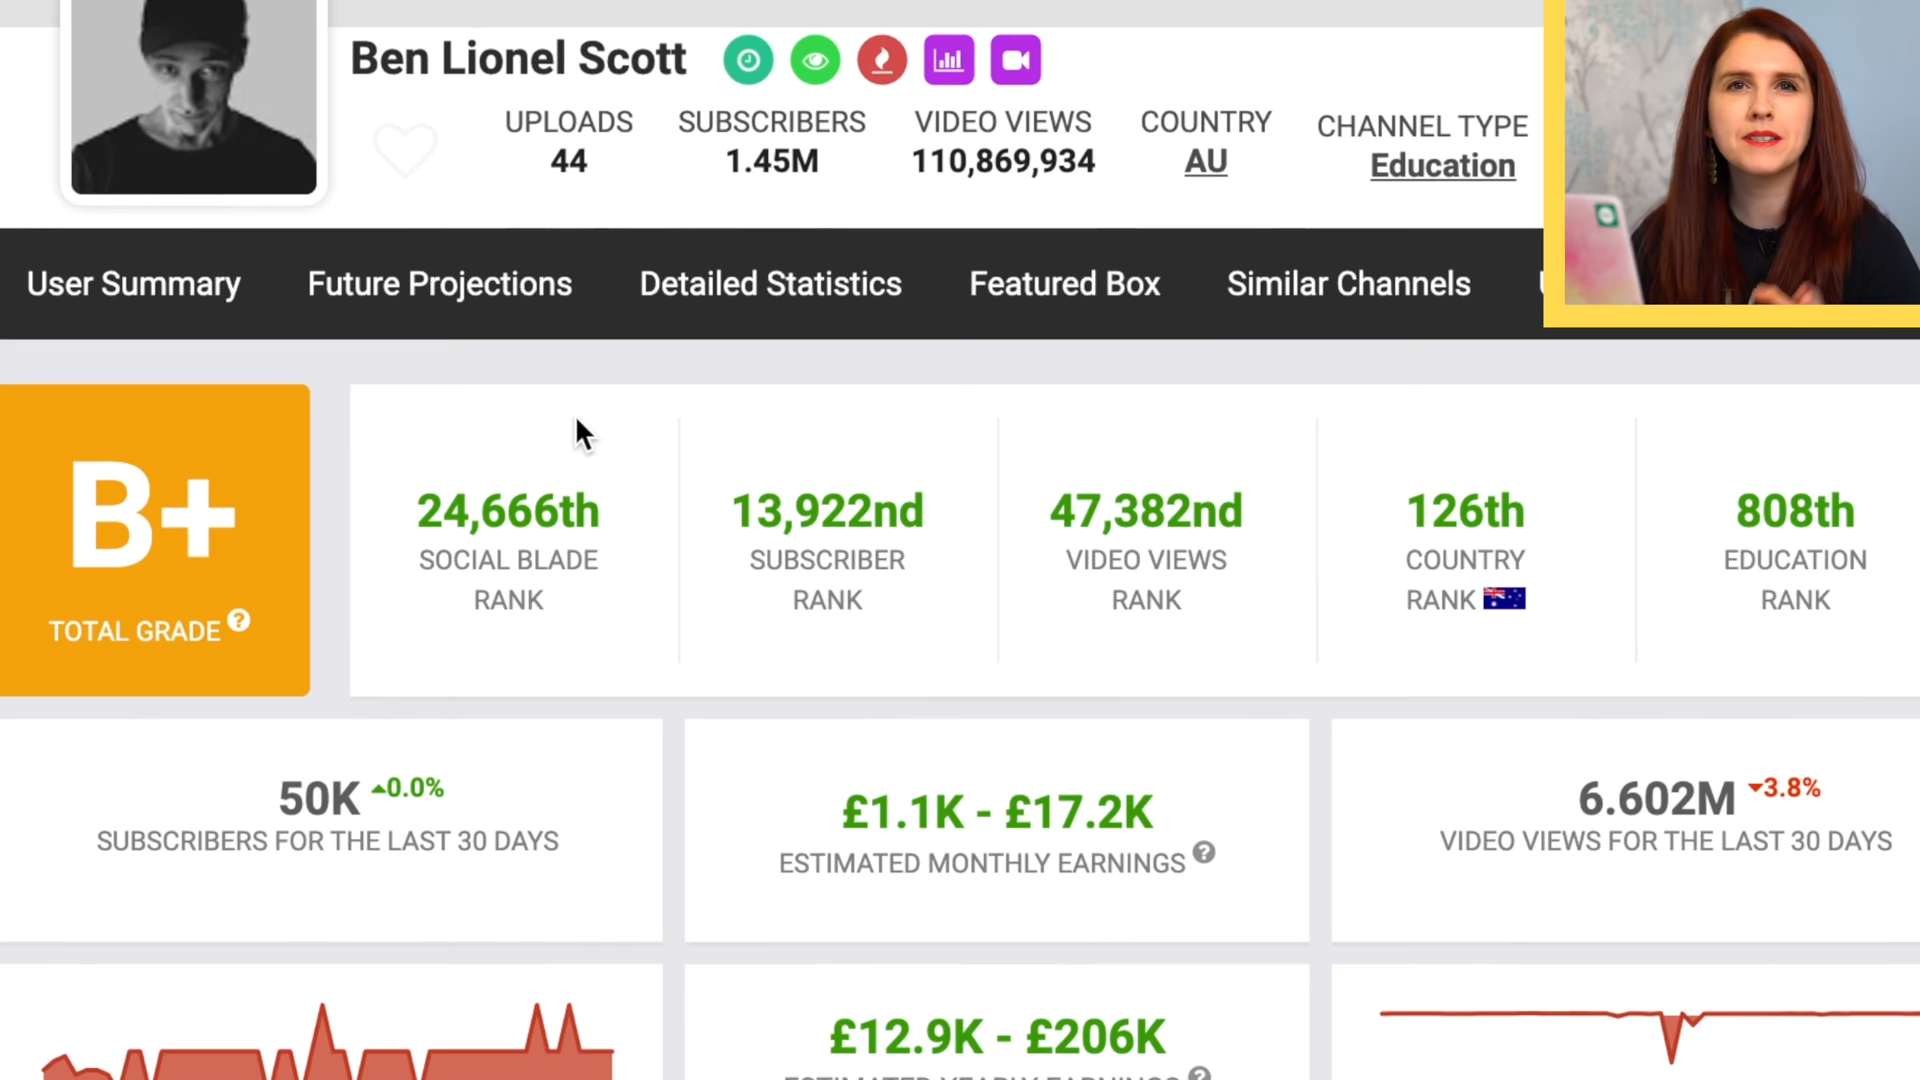 Ben Lionel Scott
UPLOADS
44
SUBSCRIBERS
1.45M
VIDEO VIEWS
110,869,934
COUNTRY
AU
CHANNEL TYPE
Education
User Summary
Future Projections
Detailed Statistics
Featured Box
Similar Channels
B+
TOTAL GRADE ?
24,666th
SOCIAL BLADE
RANK
13,922nd
SUBSCRIBER
RANK
47,382nd
VIDEO VIEWS
RANK
126th
COUNTRY
RANK
808th
EDUCATION
RANK
50K 0.0%
SUBSCRIBERS FOR THE LAST 30 DAYS
£1.1K - £17.2K
ESTIMATED MONTHLY EARNINGS ?
6.602M 3.8%
VIDEO VIEWS FOR THE LAST 30 DAYS
£12.9K - £206K
ESTIMATED YEARLY EARNINGS ?